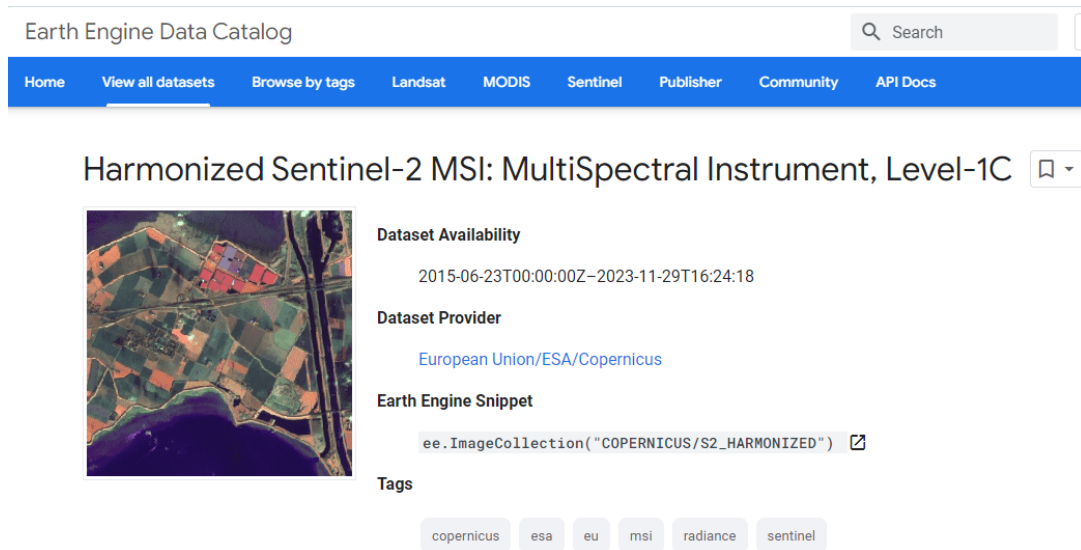 Earth Engine Data Catalog
Search
Home View all datasets Browse by tags Landsat MODIS Sentinel Publisher Community API Docs
Harmonized Sentinel-2 MSI: MultiSpectral Instrument, Level-1C
Dataset Availability
2015-06-23T00:00:00Z–2023-11-29T16:24:18
Dataset Provider
European Union/ESA/Copernicus
Earth Engine Snippet
ee.ImageCollection("COPERNICUS/S2_HARMONIZED")
Tags
copernicus esa eu msi radiance sentinel